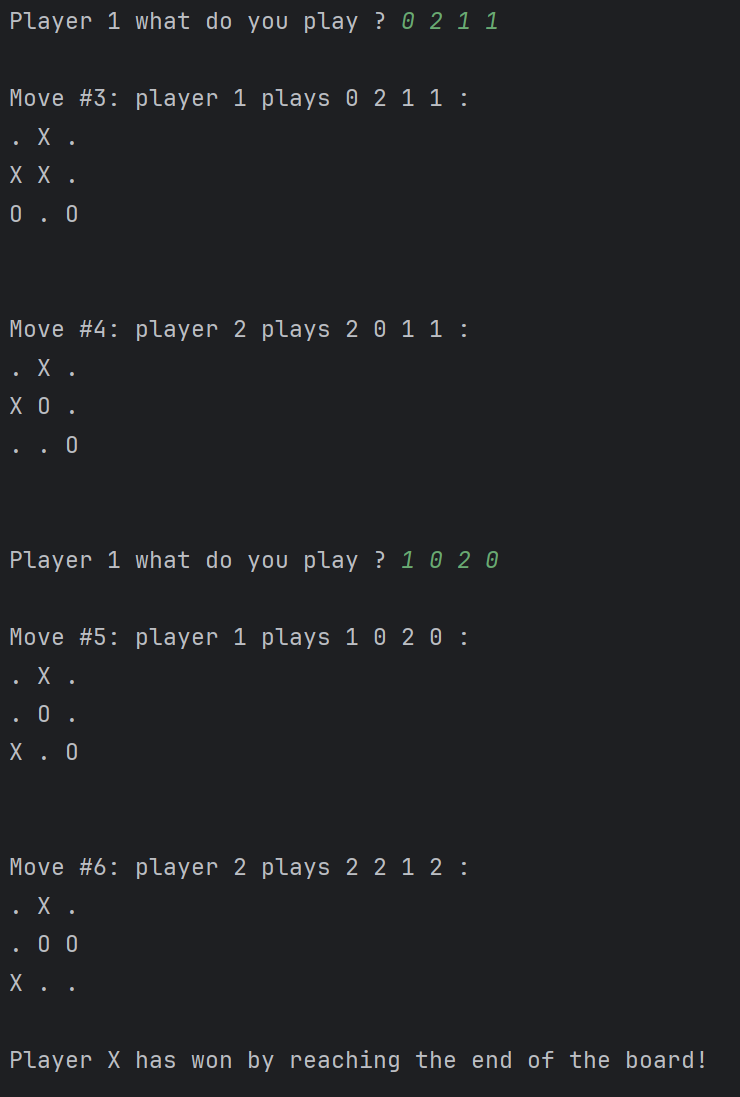 Player 1 what do you play ? 0 2 1 1
Move #3: player 1 plays 0 2 1 1 :
. X .
X X .
O . O
Move #4: player 2 plays 2 0 1 1 :
. X .
X O .
. . O
Player 1 what do you play ? 1 0 2 0
Move #5: player 1 plays 1 0 2 0 :
. X .
. O .
X . O
Move #6: player 2 plays 2 2 1 2 :
. X .
. O O
X . .
Player X has won by reaching the end of the board!